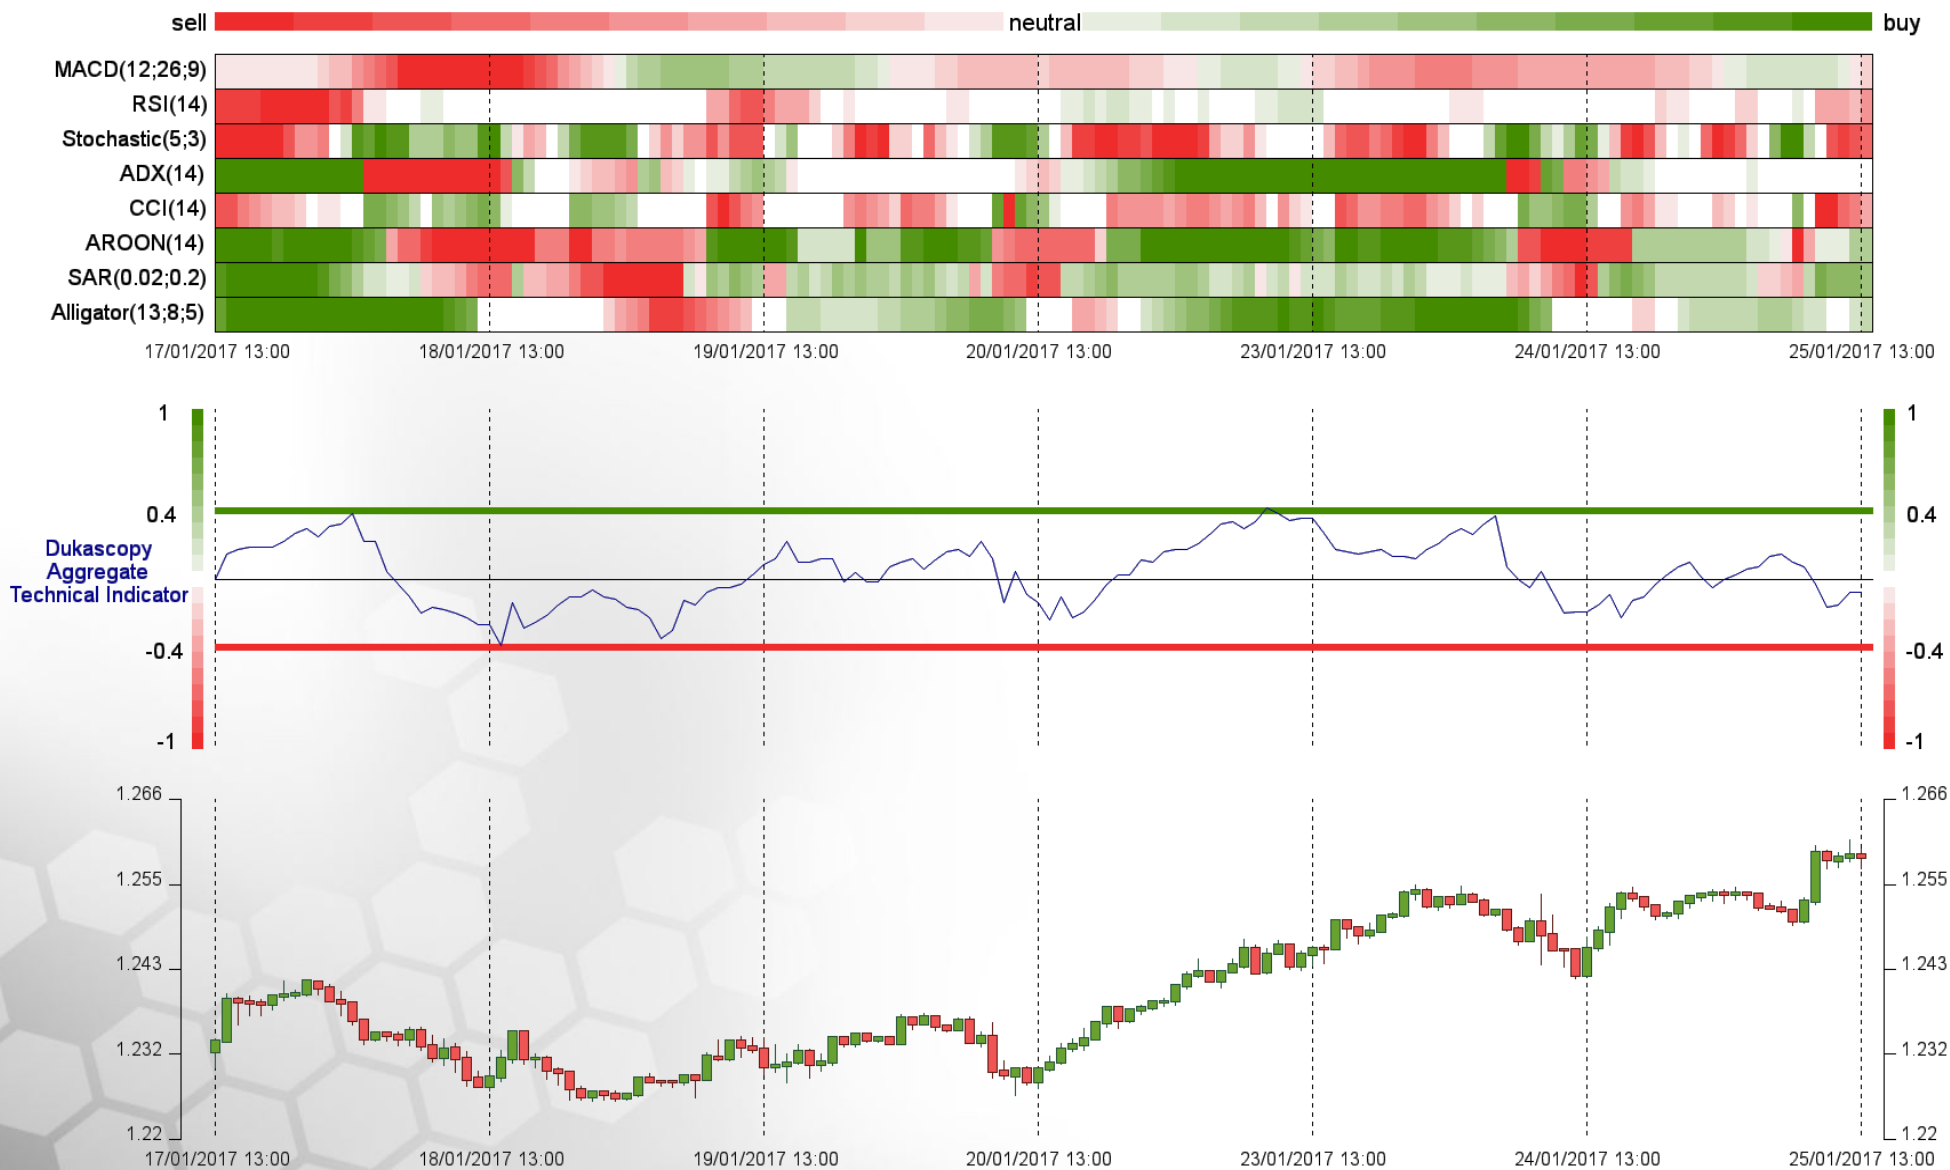 sell neutral buy
MACD(12;26;9)
RSI(14)
Stochastic(5;3)
ADX(14)
CCI(14)
AROON(14)
SAR(0.02;0.2)
Alligator(13;8;5)
17/01/2017 13:00 18/01/2017 13:00 19/01/2017 13:00 20/01/2017 13:00 23/01/2017 13:00 24/01/2017 13:00 25/01/2017 13:00
1 1
0.4 0.4
Dukascopy
Aggregate
Technical Indicator
-0.4 -0.4
-1 -1
1.266 1.266
1.255 1.255
1.243 1.243
1.232 1.232
1.22 1.22
17/01/2017 13:00 18/01/2017 13:00 19/01/2017 13:00 20/01/2017 13:00 23/01/2017 13:00 24/01/2017 13:00 25/01/2017 13:00